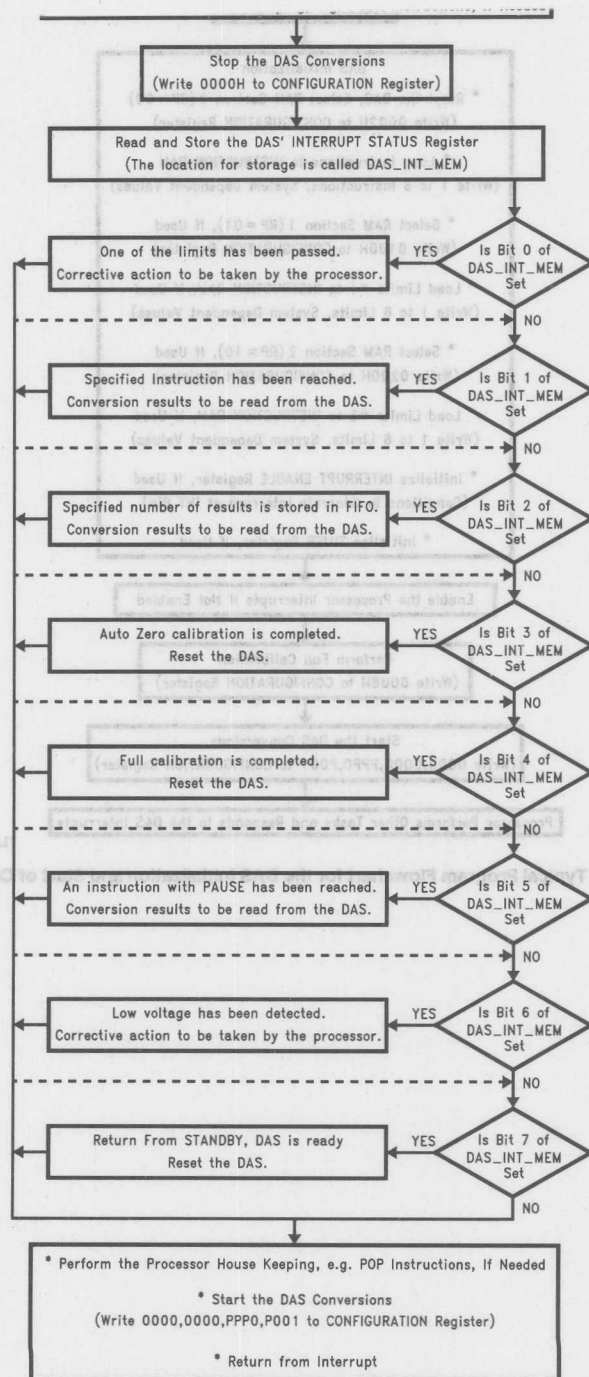 Stop the DAS Conversions
(Write 0000H to CONFIGURATION Register)
Read and Store the DAS' INTERRUPT STATUS Register
(The location for storage is called DAS_INT_MEM)
One of the limits has been passed.
Corrective action to be taken by the processor.
YES
Is Bit 0 of
DAS_INT_MEM
Set
NO
Specified Instruction has been reached.
Conversion results to be read from the DAS.
YES
Is Bit 1 of
DAS_INT_MEM
Set
NO
Specified number of results is stored in FIFO.
Conversion results to be read from the DAS.
YES
Is Bit 2 of
DAS_INT_MEM
Set
NO
Auto Zero calibration is completed.
Reset the DAS.
YES
Is Bit 3 of
DAS_INT_MEM
Set
NO
Full calibration is completed.
Reset the DAS.
YES
Is Bit 4 of
DAS_INT_MEM
Set
NO
An instruction with PAUSE has been reached.
Conversion results to be read from the DAS.
YES
Is Bit 5 of
DAS_INT_MEM
Set
NO
Low voltage has been detected.
Corrective action to be taken by the processor.
YES
Is Bit 6 of
DAS_INT_MEM
Set
NO
Return From STANDBY, DAS is ready
Reset the DAS.
YES
Is Bit 7 of
DAS_INT_MEM
Set
NO
* Perform the Processor House Keeping, e.g. POP Instructions, If Needed
* Start the DAS Conversions
(Write 0000,0000,PPP0,P001 to CONFIGURATION Register)
* Return from Interrupt